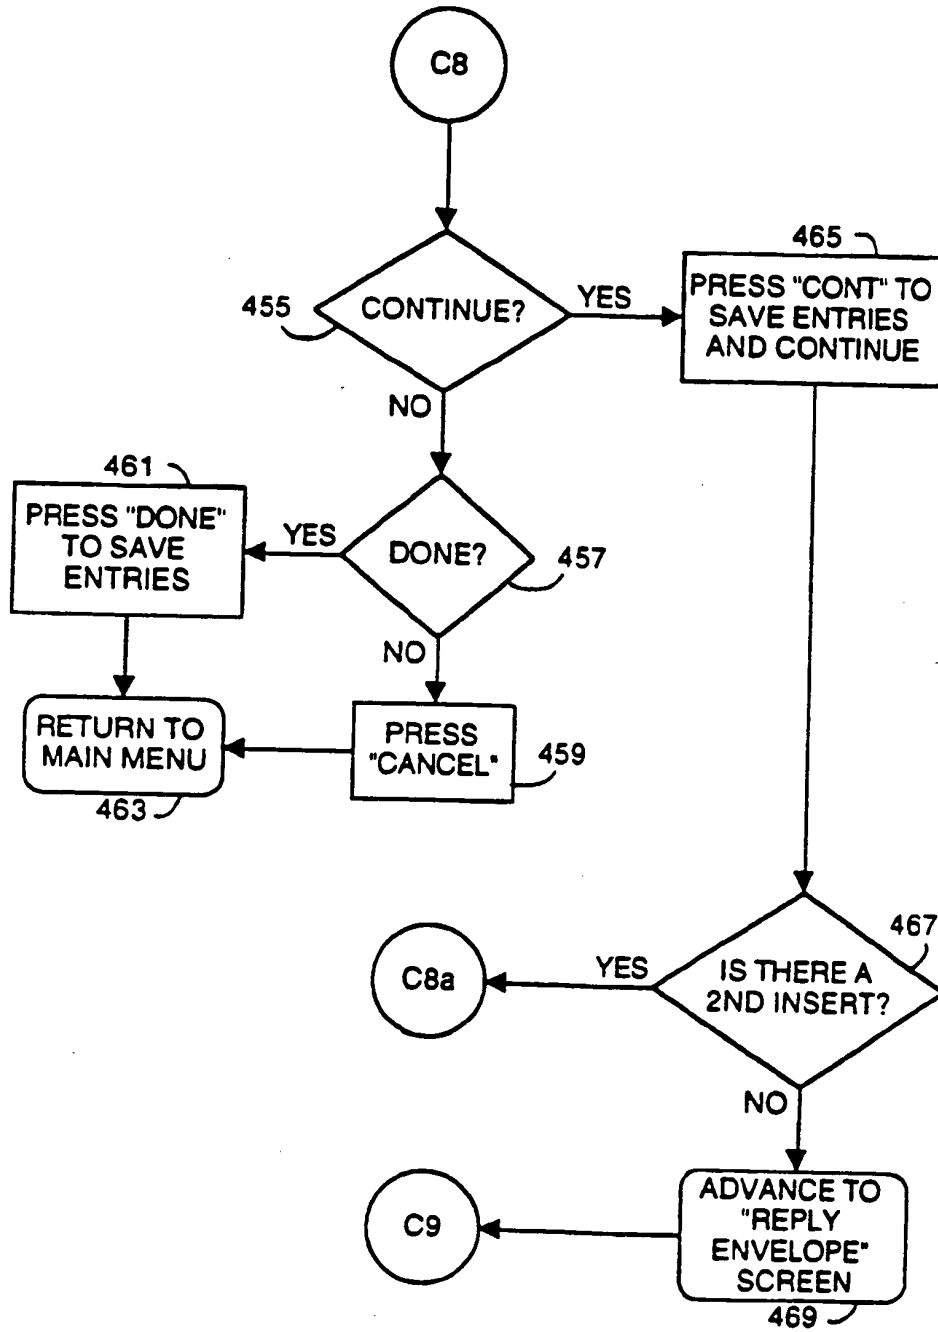 C8
465
455
CONTINUE?
YES
PRESS "CONT" TO
SAVE ENTRIES
AND CONTINUE
NO
461
PRESS "DONE"
TO SAVE
ENTRIES
YES
DONE?
457
NO
RETURN TO
MAIN MENU
463
PRESS
"CANCEL"
459
467
C8a
YES
IS THERE A
2ND INSERT?
NO
C9
ADVANCE TO
"REPLY
ENVELOPE"
SCREEN
469